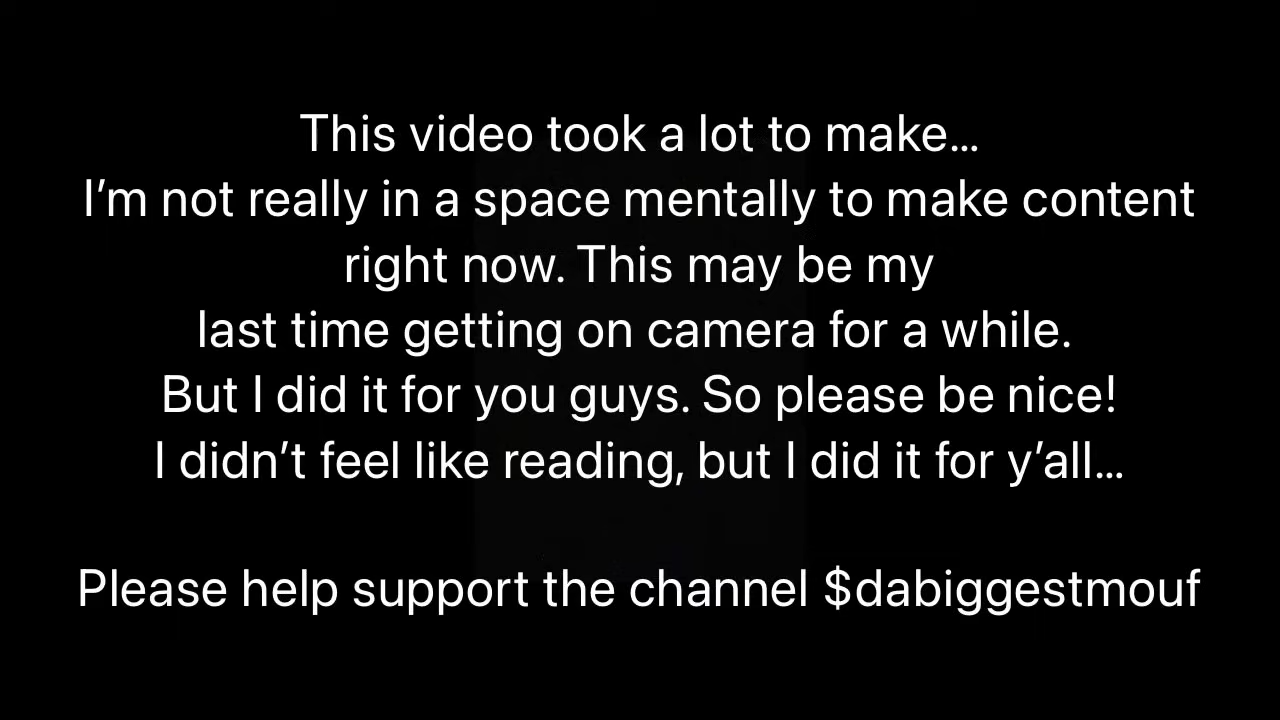 This video took a lot to make…
I’m not really in a space mentally to make content
right now. This may be my
last time getting on camera for a while.
But I did it for you guys. So please be nice!
I didn’t feel like reading, but I did it for y’all…
Please help support the channel $dabiggestmouf